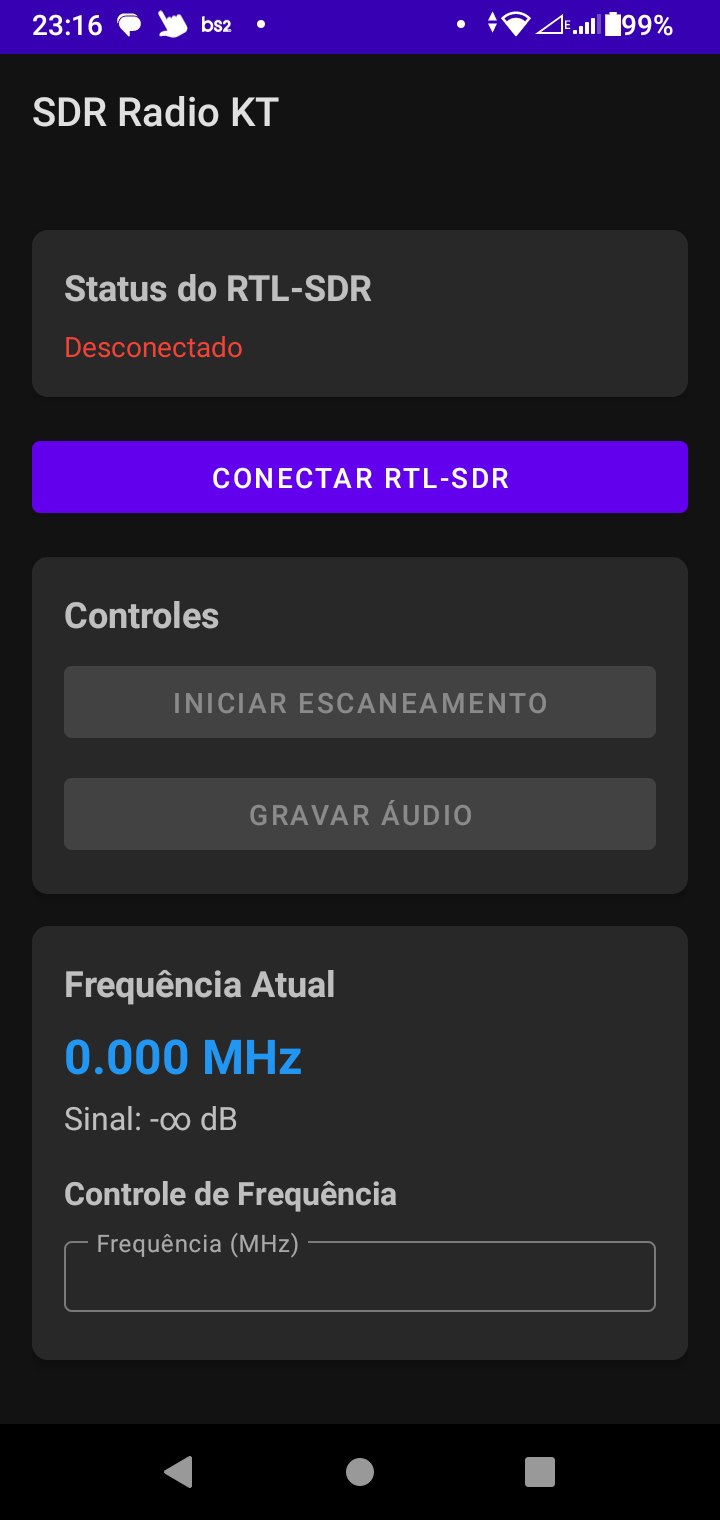 23:16 bs2 E 99%
SDR Radio KT
Status do RTL-SDR
Desconectado
CONECTAR RTL-SDR
Controles
INICIAR ESCANEAMENTO
GRAVAR ÁUDIO
Frequência Atual
0.000 MHz
Sinal: -∞ dB
Controle de Frequência
Frequência (MHz)